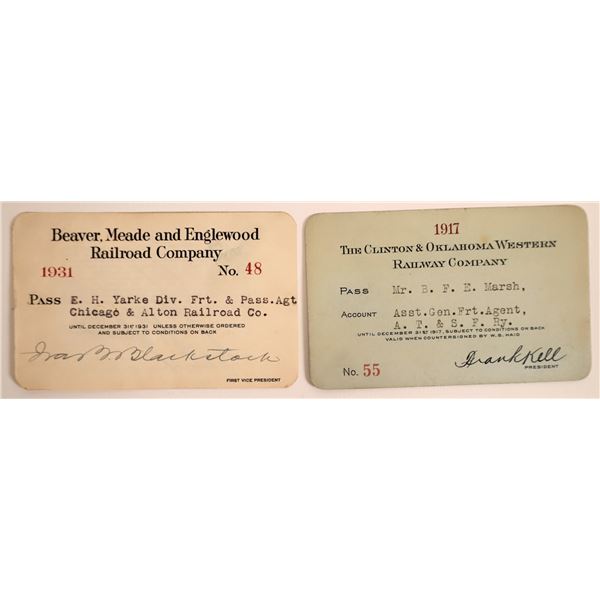 Beaver, Meade and Englewood
Railroad Company
1931 No. 48
PASS E. H. Yarke Div. Frt. & Pass. Agt
Chicago & Alton Railroad Co.
UNTIL DECEMBER 31ST 1931 UNLESS OTHERWISE ORDERED
AND SUBJECT TO CONDITIONS ON BACK
Ira B Blackstock
FIRST VICE PRESIDENT
1917
THE CLINTON & OKLAHOMA WESTERN
RAILWAY COMPANY
PASS Mr. B. F. E. Marsh,
ACCOUNT Asst.Gen.Frt.Agent,
A. T. & S. F. Ry.
UNTIL DECEMBER 31ST 1917, SUBJECT TO CONDITIONS ON BACK
VALID WHEN COUNTERSIGNED BY W. S. HAID
No. 55 Frank Kell
PRESIDENT